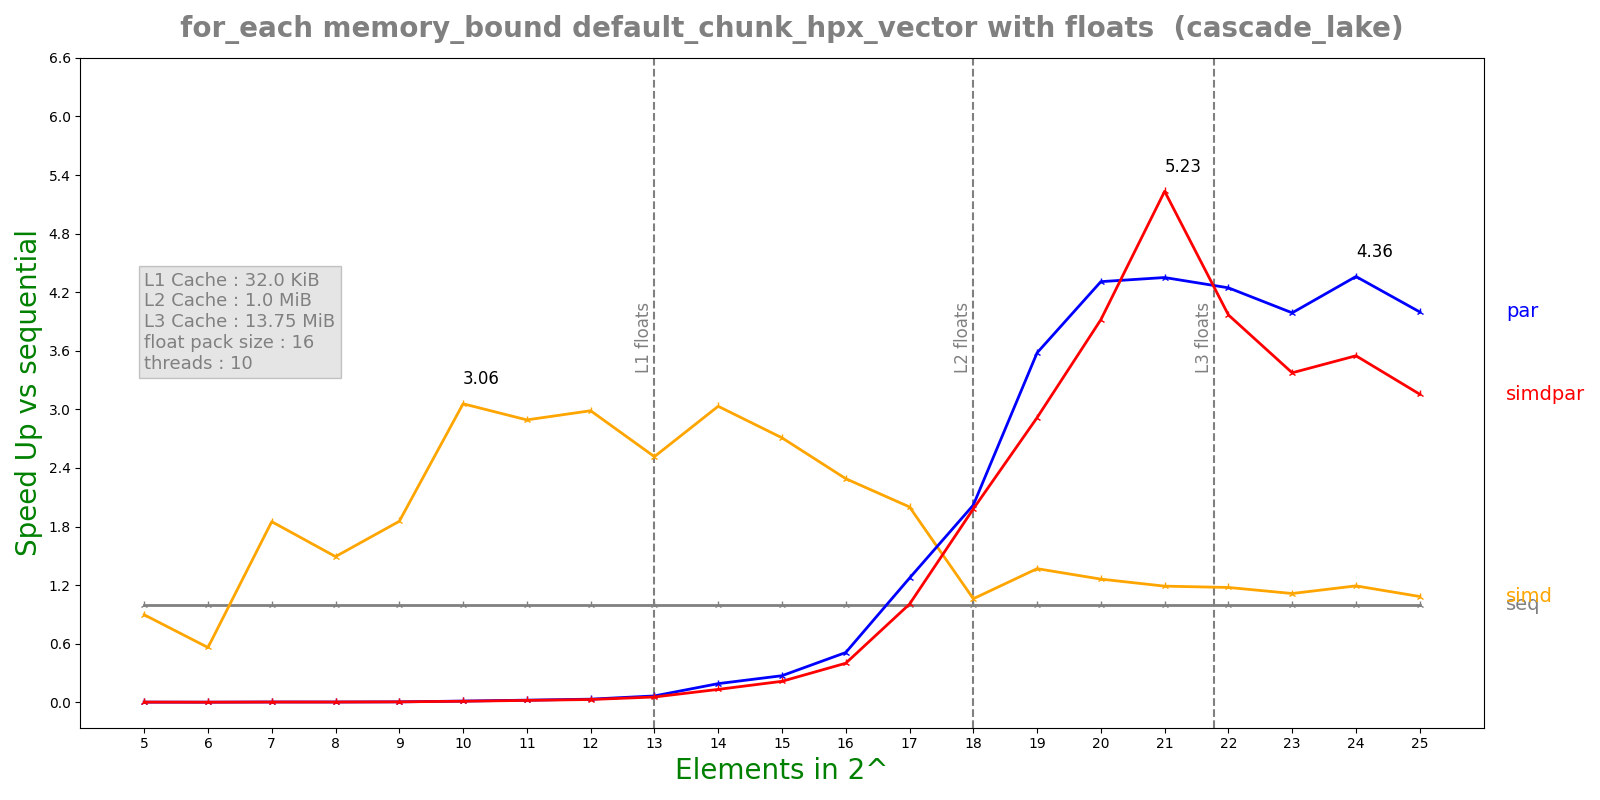 for_each memory_bound default_chunk_hpx_vector with floats (cascade_lake)
Speed Up vs sequential
6.6
6.0
5.4
4.8
4.2
3.6
3.0
2.4
1.8
1.2
0.6
0.0
L1 Cache : 32.0 KiB
L2 Cache : 1.0 MiB
L3 Cache : 13.75 MiB
float pack size : 16
threads : 10
3.06
5.23
4.36
L1 floats
L2 floats
L3 floats
par
simdpar
simd
seq
5 6 7 8 9 10 11 12 13 14 15 16 17 18 19 20 21 22 23 24 25
Elements in 2^